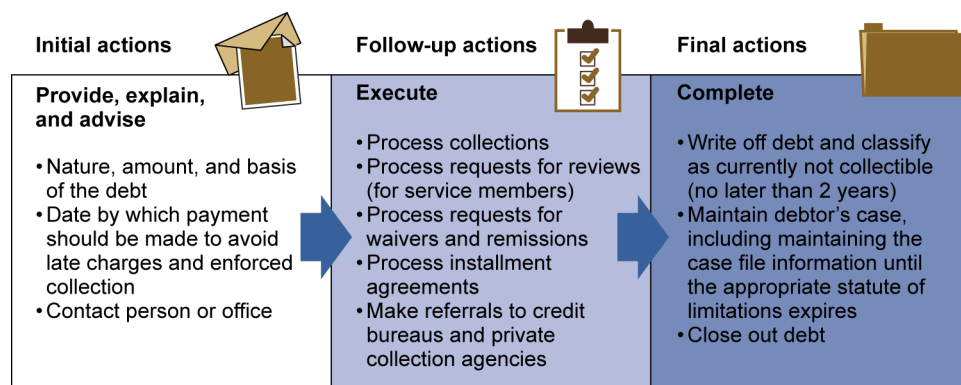 Initial actions
Provide, explain,
and advise
•Nature, amount, and basis
of the debt
•Date by which payment
should be made to avoid
late charges and enforced
collection
•Contact person or office
Follow-up actions
Execute
•Process collections
•Process requests for reviews
(for service members)
•Process requests for
waivers and remissions
•Process installment
agreements
•Make referrals to credit
bureaus and private
collection agencies
Final actions
Complete
•Write off debt and classify
as currently not collectible
(no later than 2 years)
•Maintain debtor’s case,
including maintaining the
case file information until
the appropriate statute of
limitations expires
•Close out debt